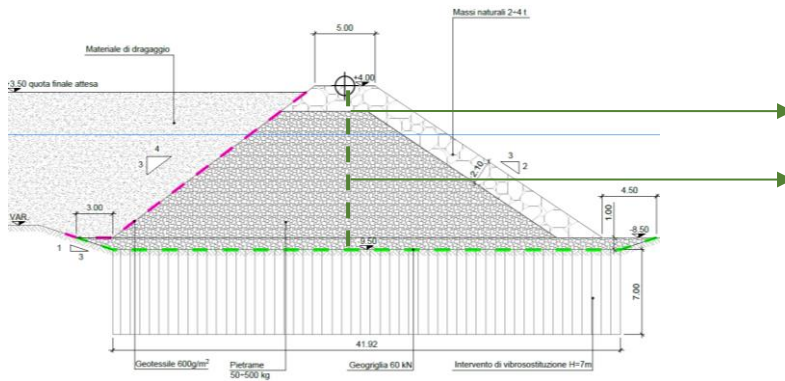 5.00
Massi naturali 2÷4 t
Materiale di dragaggio
+3.50 quota finale attesa
+4.00
4
3
3
2
2.10
3.00
4.50
VAR.
1.00
-8.50
1
3
-9.50
7.00
41.92
Geotessile 600g/m²
Pietrame
50÷500 kg
Geogriglia 60 kN
Intervento di vibrosostituzione H=7m